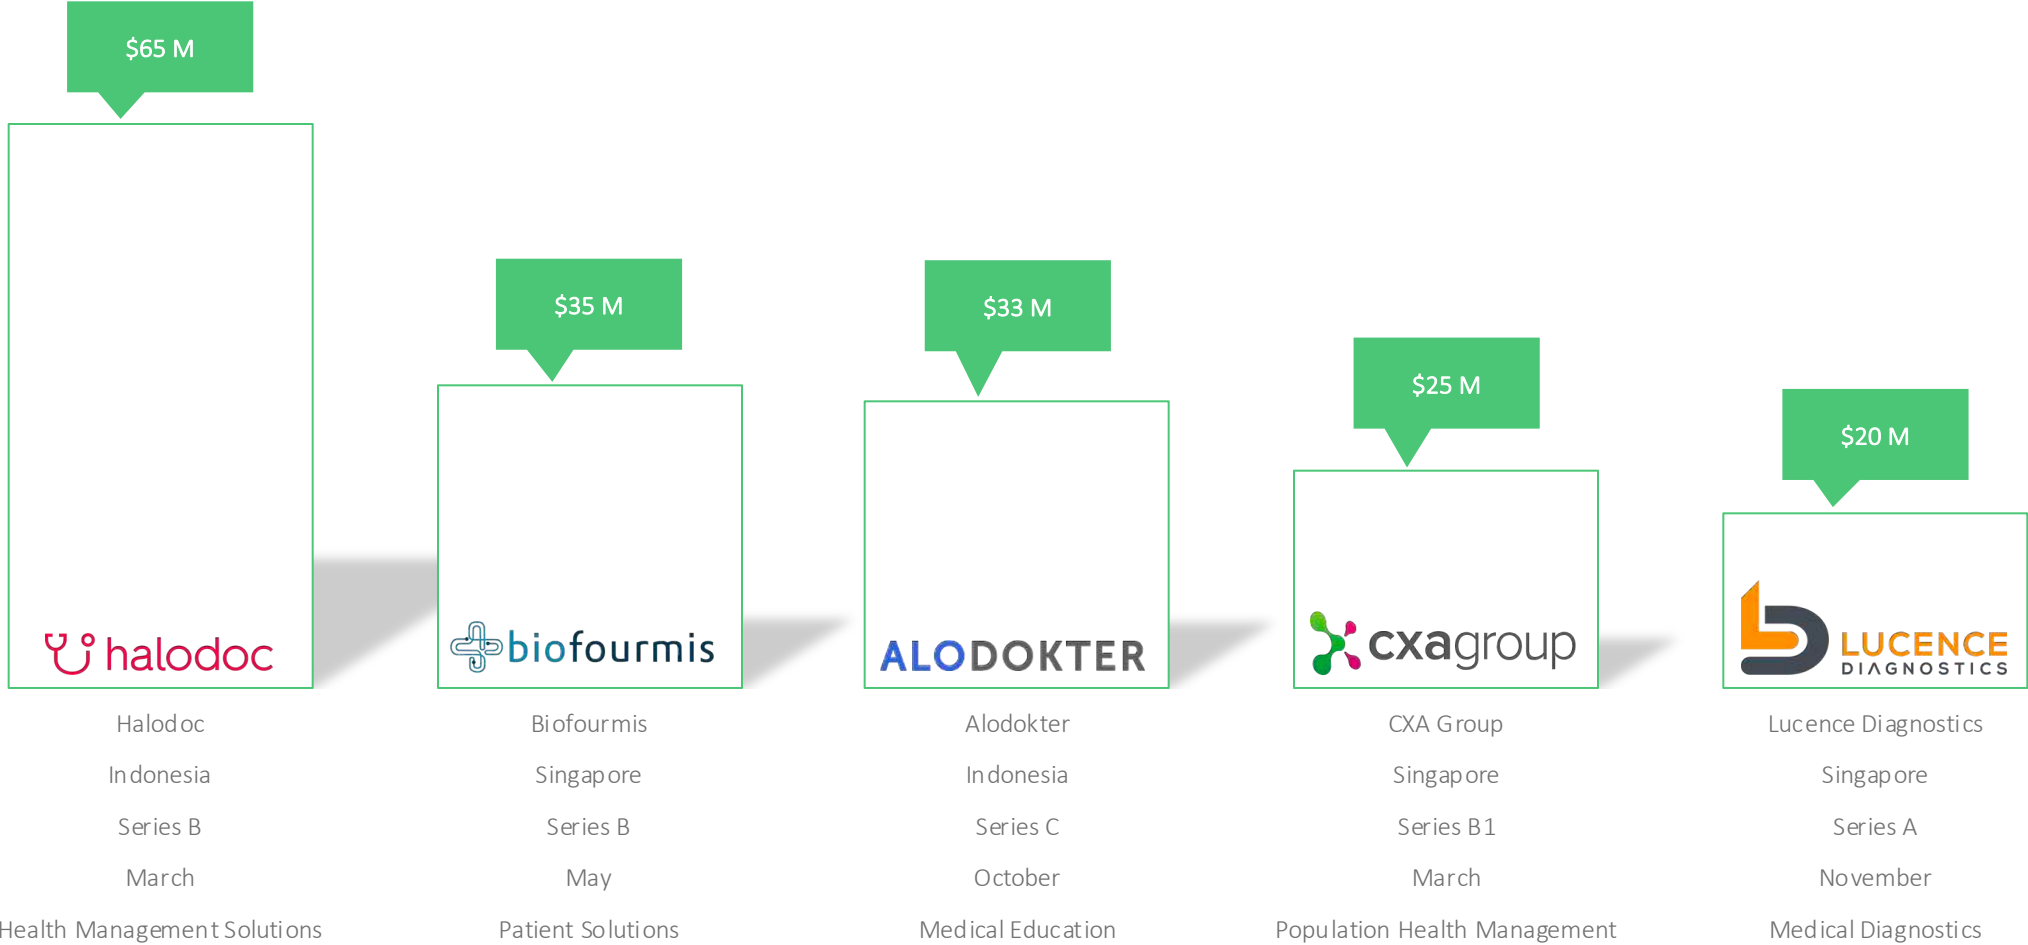 $65 M
$35 M
$33 M
$25 M
$20 M
halodoc
biofourmis
ALODOKTER
cxagroup
LUCENCE
DIAGNOSTICS
Halodoc
Biofourmis
Alodokter
CXA Group
Lucence Diagnostics
Indonesia
Singapore
Indonesia
Singapore
Singapore
Series B
Series B
Series C
Series B1
Series A
March
May
October
March
November
Health Management Solutions
Patient Solutions
Medical Education
Population Health Management
Medical Diagnostics